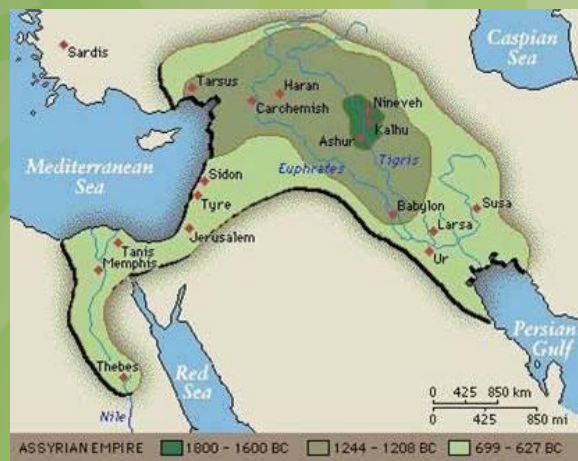 Sardis
Caspian
Sea
Tarsus
Haran
Carchemish
Nineveh
Kalhu
Ashur
Mediterranean
Sea
Euphrates
Tigris
Sidon
Tyre
Babylon
Susa
Larsa
Jerusalem
Ur
Tanis
Memphis
Persian
Gulf
Thebes
Red
Sea
Nile
0 425 850 km
0 425 850 mi
ASSYRIAN EMPIRE 1800 - 1600 BC 1244 - 1208 BC 699 - 627 BC